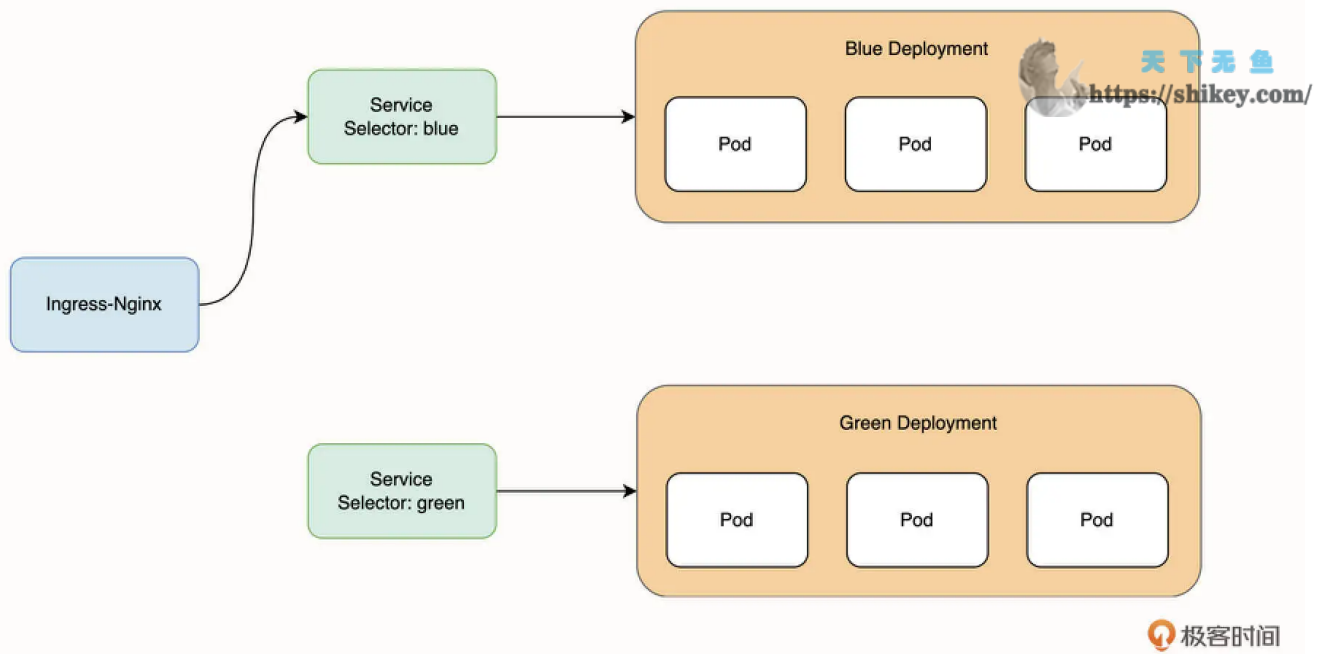 Blue Deployment
天下无鱼
https://shikey.com/
Service
Selector: blue
Pod
Pod
Pod
Ingress-Nginx
Green Deployment
Service
Selector: green
Pod
Pod
Pod
极客时间